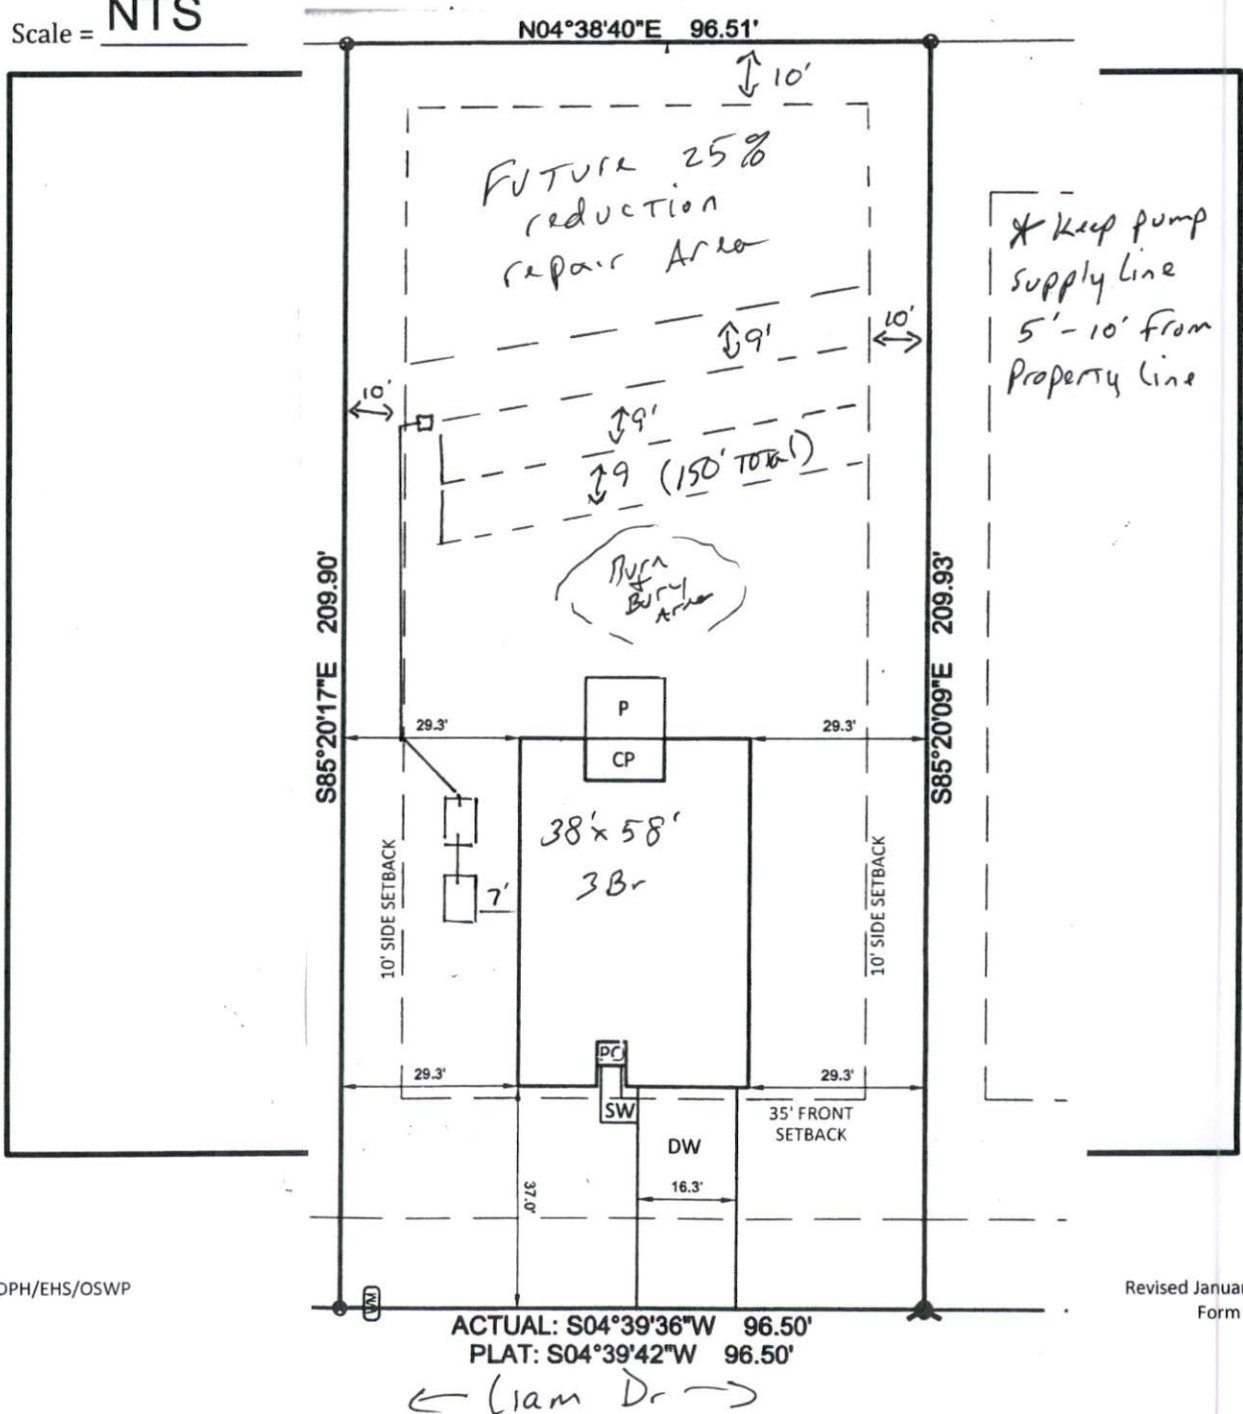 Scale = NTS
N04°38'40"E 96.51'
10'
Future 25%
reduction
repair Area
* Keep pump
supply line
5'-10' from
Property line
10'
9'
10'
9'
9 (150' Total)
Burn
+
Bury
Area
S85°20'17"E 209.90'
S85°20'09"E 209.93'
P
29.3'
29.3'
CP
38'x58'
3Br
7'
10' SIDE SETBACK
10' SIDE SETBACK
29.3'
29.3'
SW
35' FRONT
SETBACK
DW
16.3'
37.0'
DPH/EHS/OSWP
Revised Januar
Form
WM
ACTUAL: S04°39'36"W 96.50'
PLAT: S04°39'42"W 96.50'
← Liam Dr →